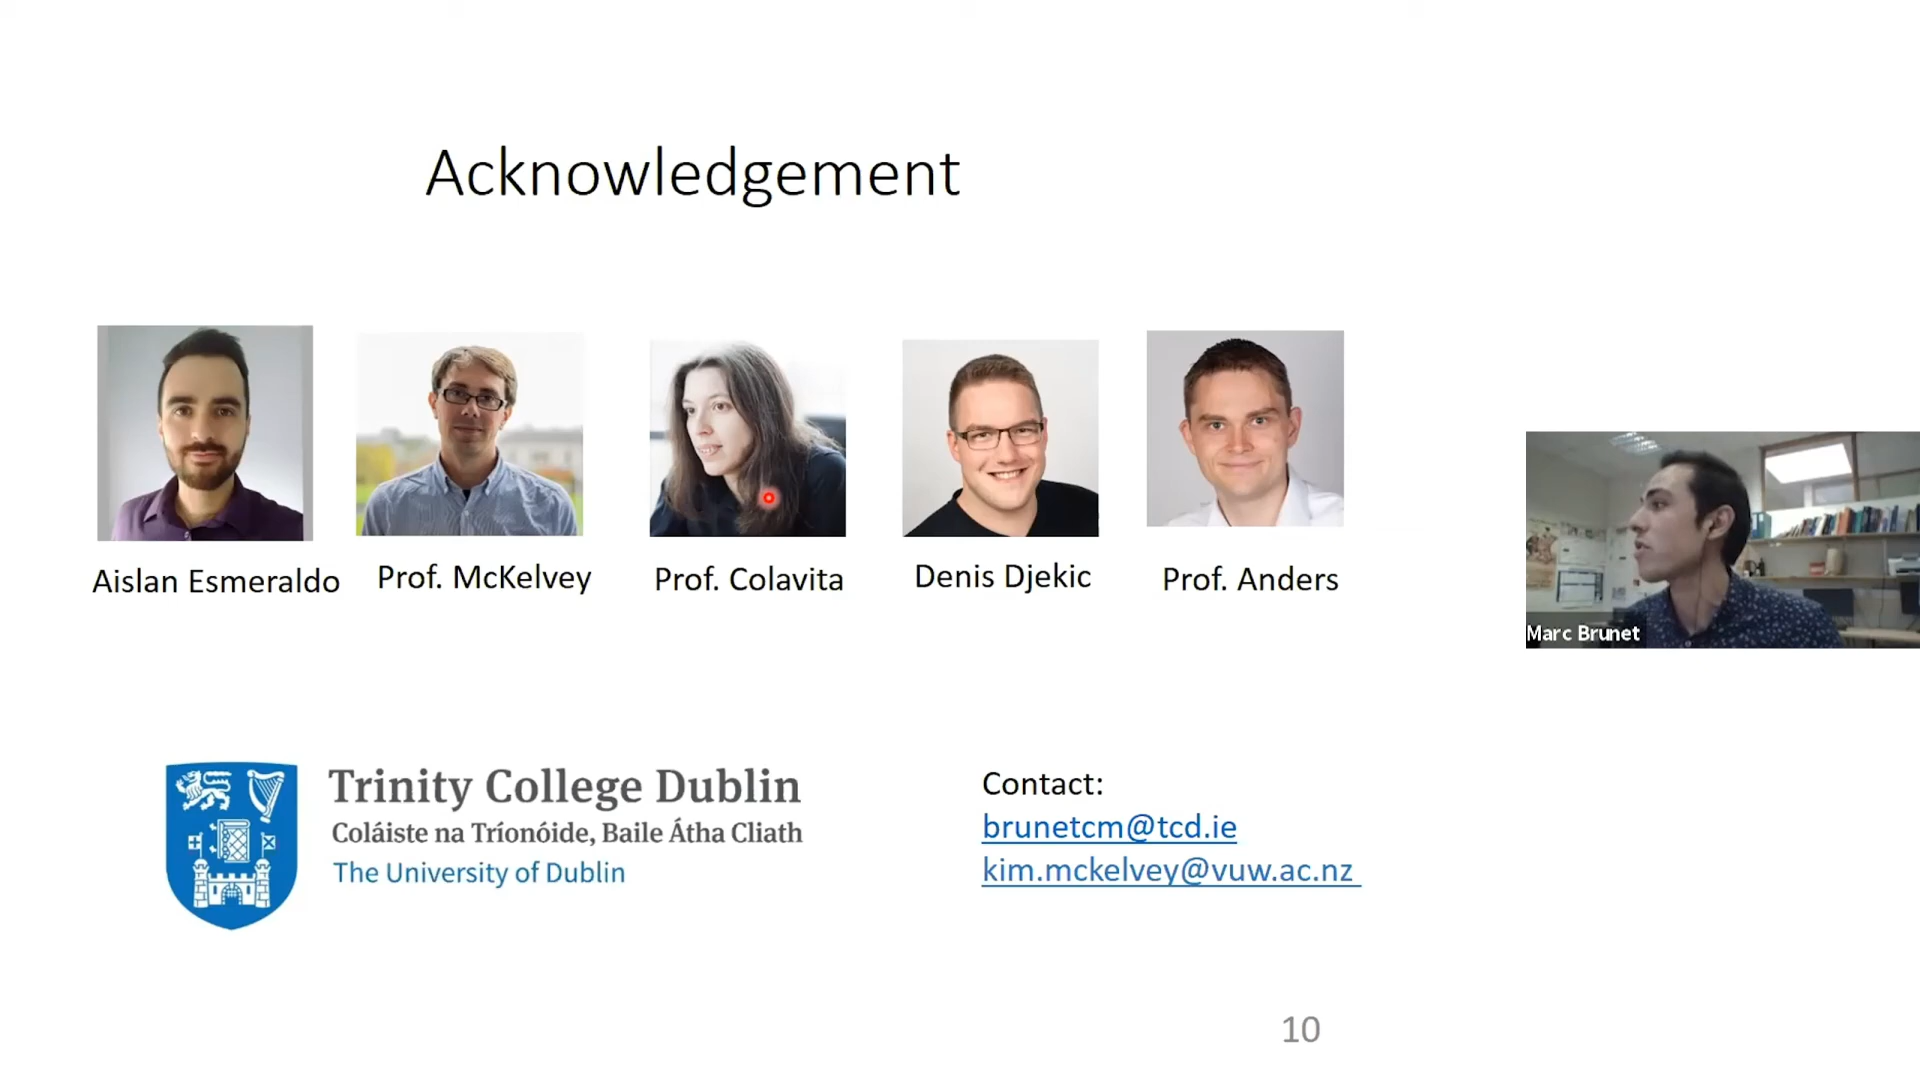 Acknowledgement
Aislan Esmeraldo
Prof. McKelvey
Prof. Colavita
Denis Djekic
Prof. Anders
Marc Brunet
Trinity College Dublin
Coláiste na Tríonóide, Baile Átha Cliath
The University of Dublin
Contact:
brunetcm@tcd.ie
kim.mckelvey@vuw.ac.nz
10